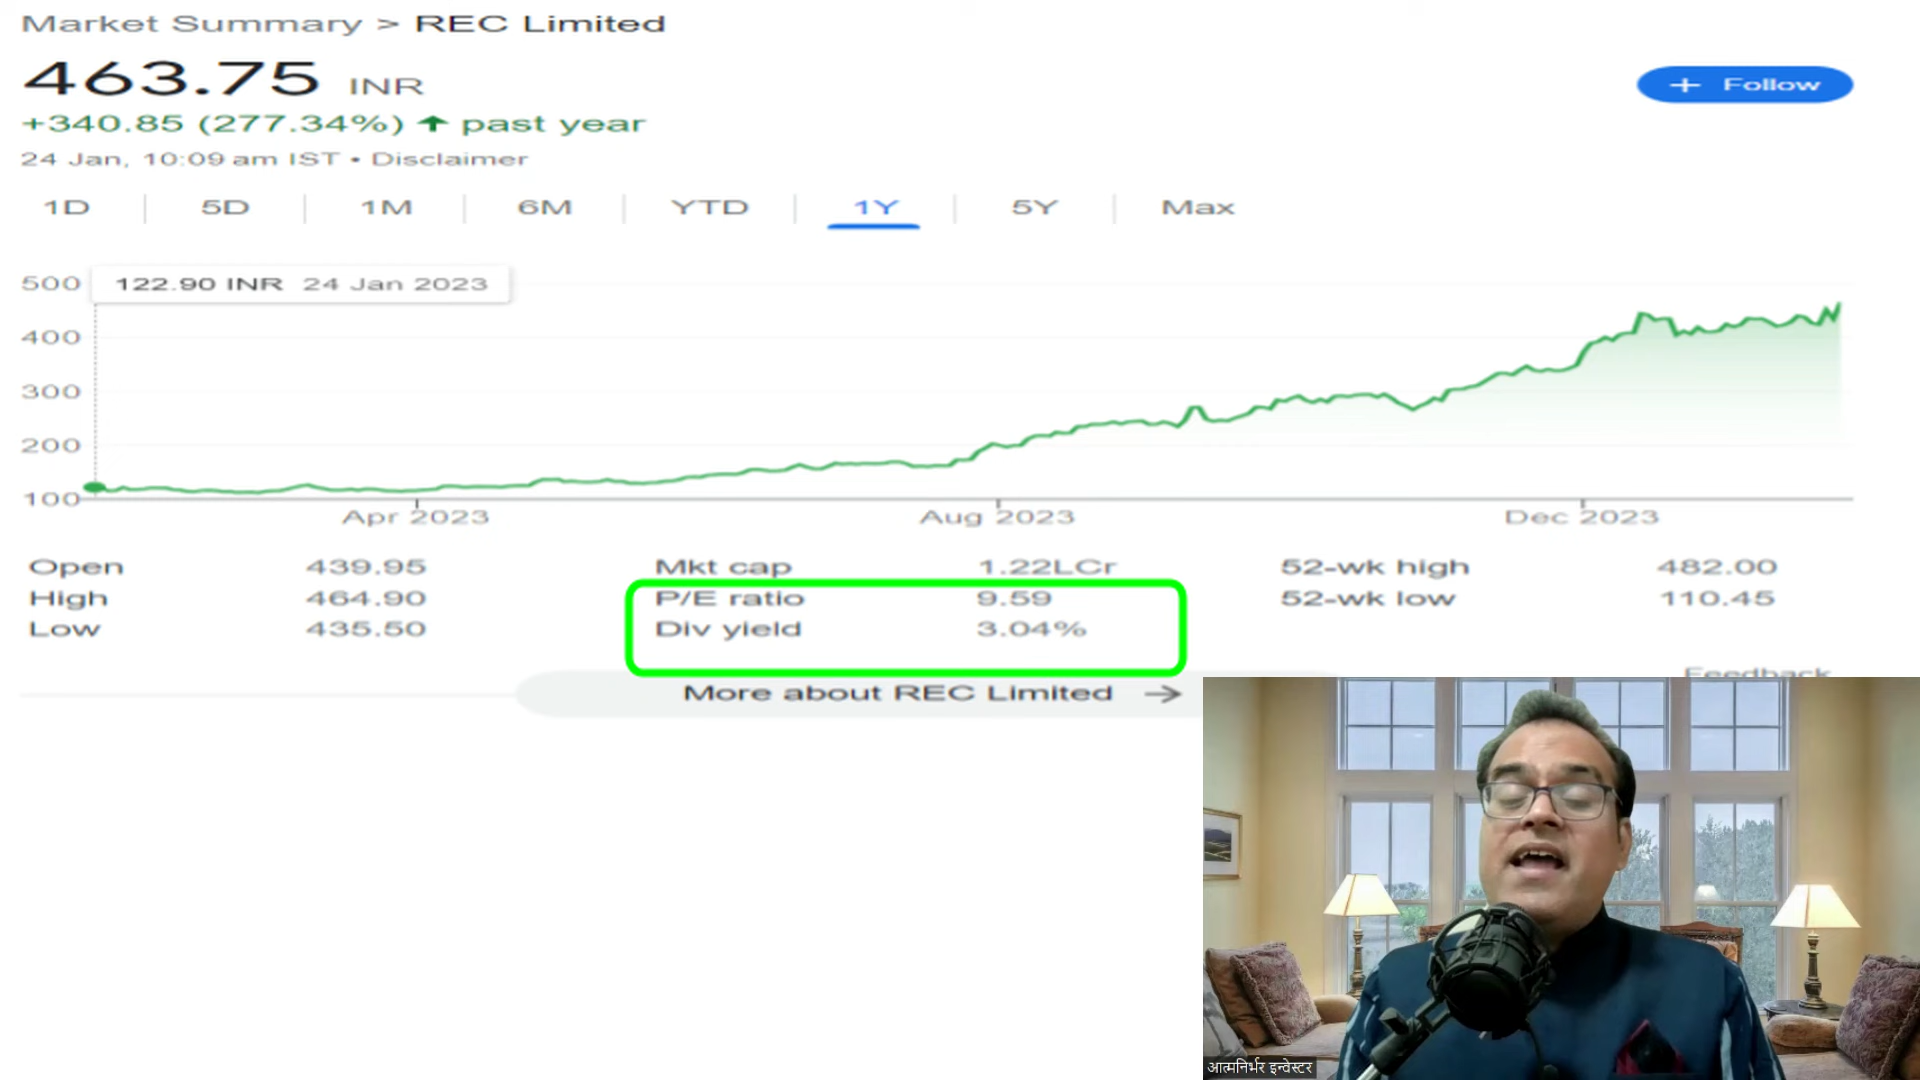 Market Summary > REC Limited
463.75 INR
+ Follow
+340.85 (277.34%) ↑ past year
24 Jan, 10:09 am IST • Disclaimer
1D 5D 1M 6M YTD 1Y 5Y Max
500 122.90 INR 24 Jan 2023
400
300
200
100
Apr 2023 Aug 2023 Dec 2023
Open 439.95 Mkt cap 1.22LCr 52-wk high 482.00
High 464.90 P/E ratio 9.59 52-wk low 110.45
Low 435.50 Div yield 3.04%
Feedback
More about REC Limited →
आत्मनिर्भर इन्वेस्टर